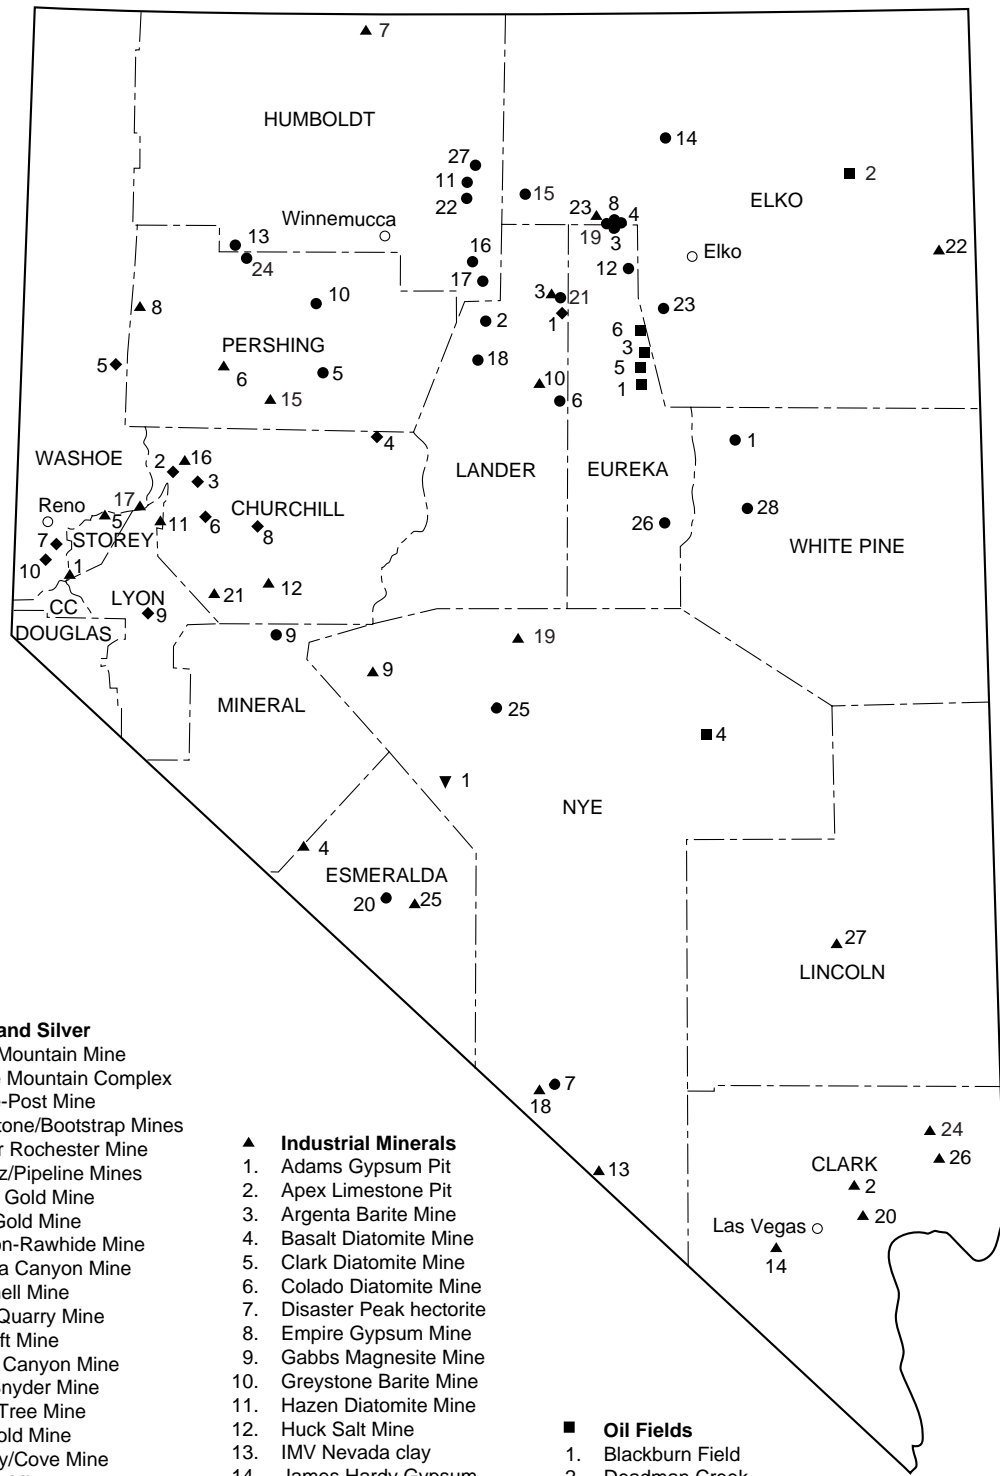 7
HUMBOLDT
14
27
11
22
15
2
ELKO
Winnemucca
23
8
4
19
3
22
13
24
16
17
12
Elko
10
3
21
1
23
8
2
6
3
5
1
PERSHING
5
6
5
15
18
10
6
4
1
WASHOE
2
16
3
LANDER
EUREKA
Reno
17
5
11
6
CHURCHILL
8
26
28
WHITE PINE
7
STOREY
10
1
12
21
CC
LYON
9
DOUGLAS
9
19
9
MINERAL
25
4
1
NYE
4
ESMERALDA
20
25
27
LINCOLN
7
18
24
13
CLARK
26
2
20
Las Vegas
14
and Silver
Mountain Mine
Mountain Complex
-Post Mine
tone/Bootstrap Mines
r Rochester Mine
z/Pipeline Mines
Gold Mine
Gold Mine
on-Rawhide Mine
a Canyon Mine
hell Mine
Quarry Mine
ft Mine
Canyon Mine
Snyder Mine
Tree Mine
old Mine
y/Cove Mine
Industrial Minerals
1. Adams Gypsum Pit
2. Apex Limestone Pit
3. Argenta Barite Mine
4. Basalt Diatomite Mine
5. Clark Diatomite Mine
6. Colado Diatomite Mine
7. Disaster Peak hectorite
8. Empire Gypsum Mine
9. Gabbs Magnesite Mine
10. Greystone Barite Mine
11. Hazen Diatomite Mine
12. Huck Salt Mine
13. IMV Nevada clay
14. James Hardy Gypsum
Oil Fields
1. Blackburn Field
2. Deadman Creek